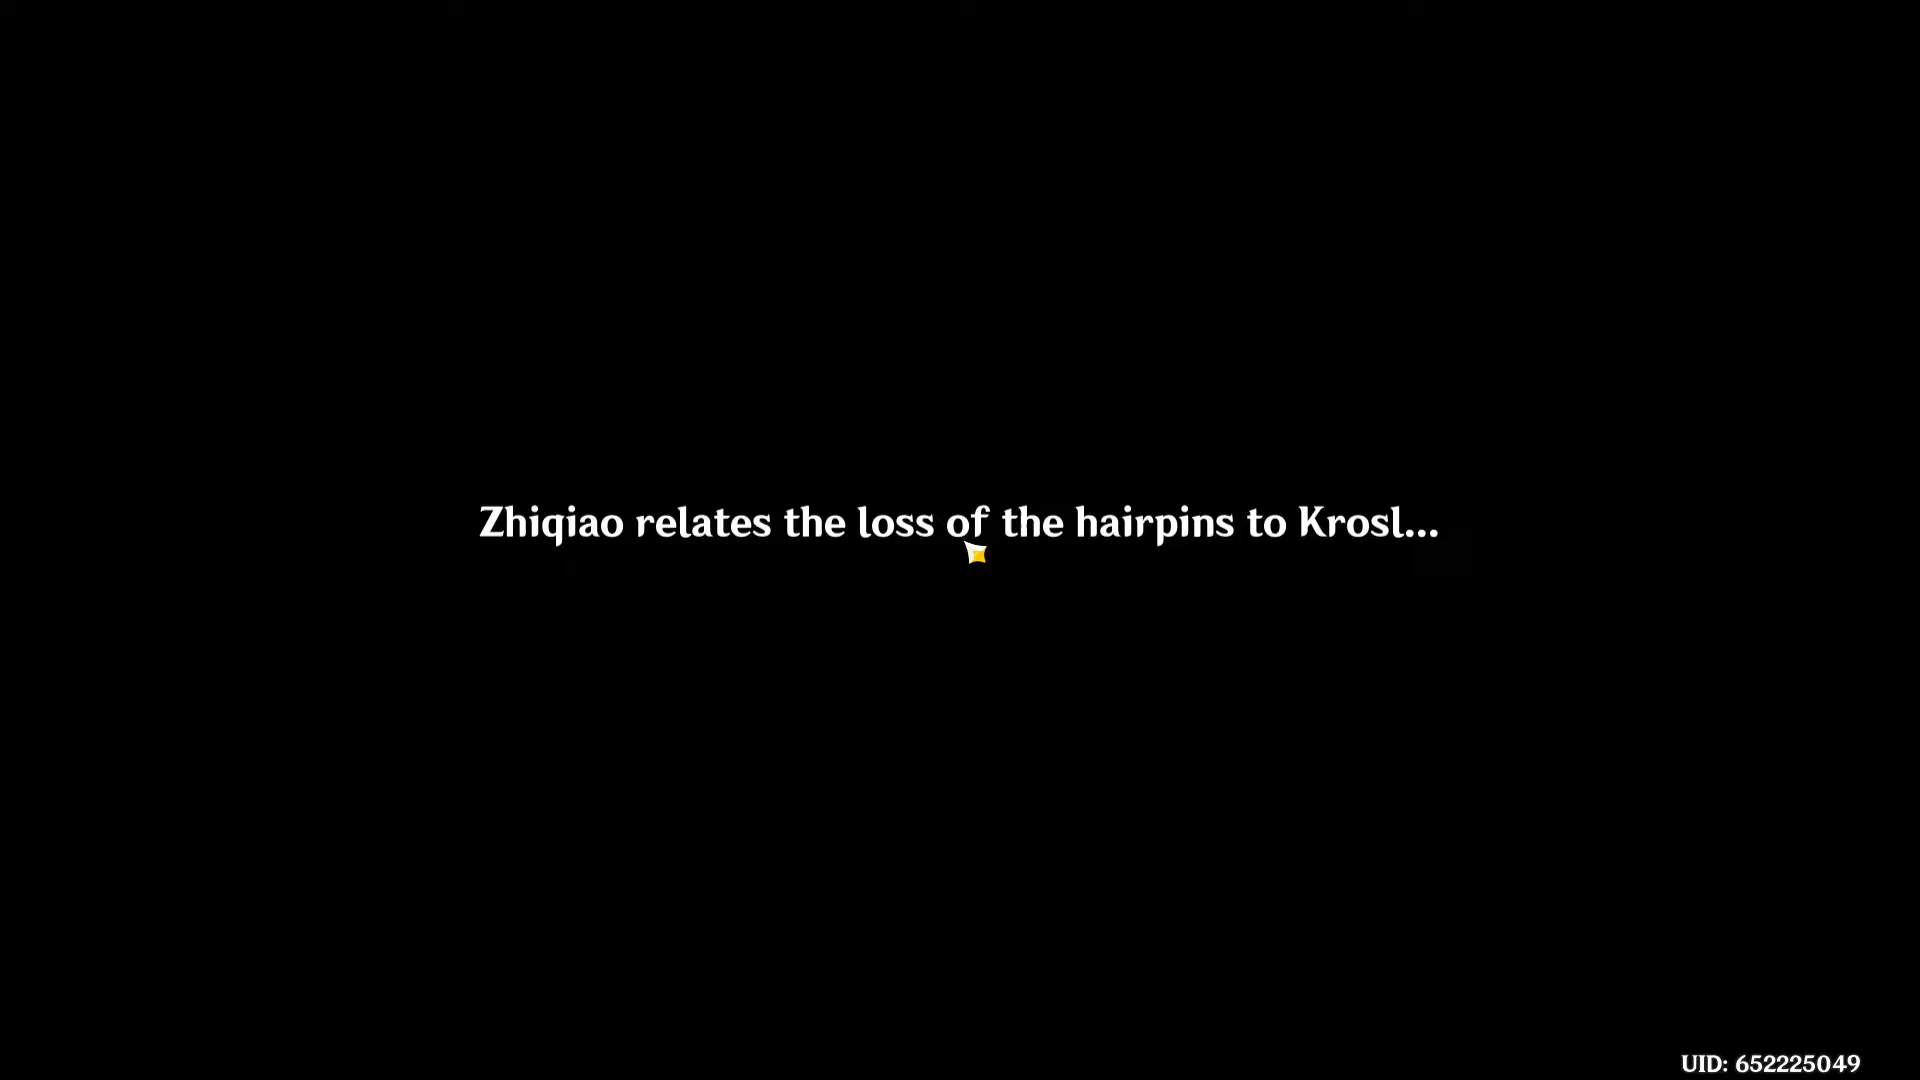 Zhiqiao relates the loss of the hairpins to Krosl...
UID: 652225049